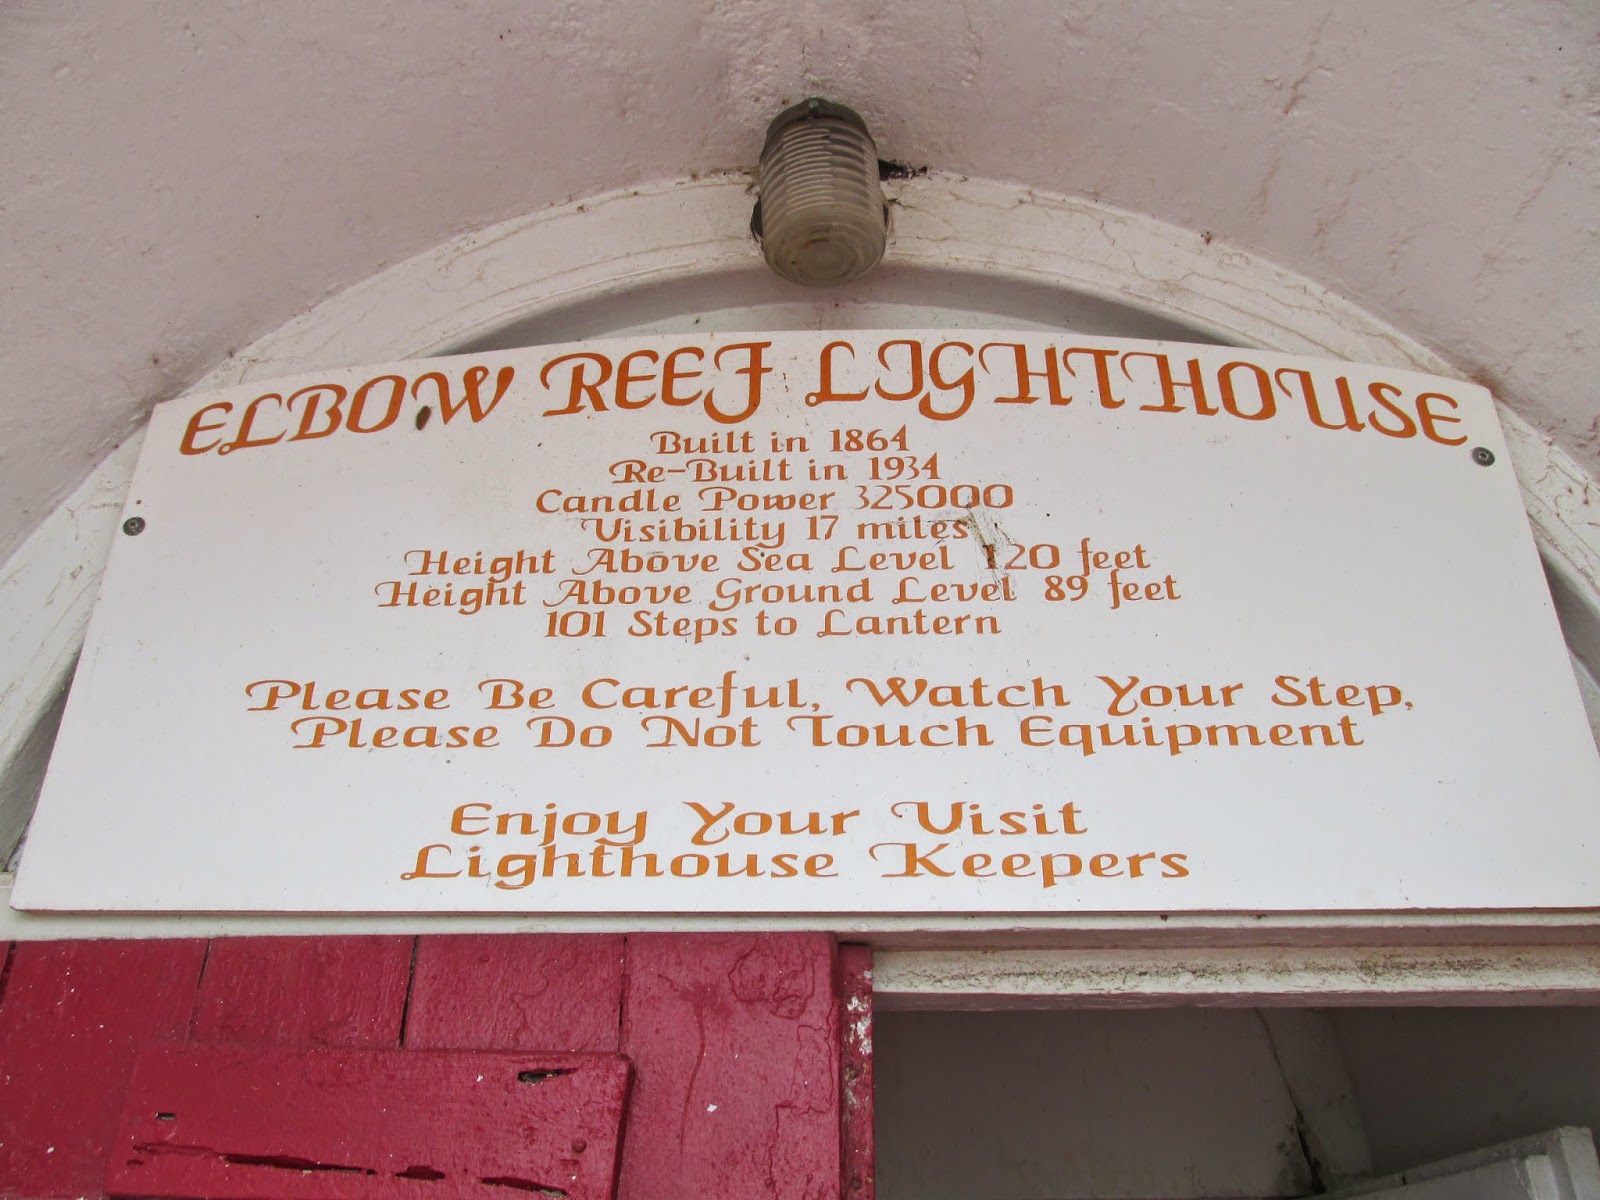 ELBOW REEF LIGHTHOUSE
Built in 1864
Re-Built in 1934
Candle Power 325000
Visibility 17 miles
Height Above Sea Level 120 feet
Height Above Ground Level 89 feet
101 Steps to Lantern
Please Be Careful, Watch Your Step,
Please Do Not Touch Equipment
Enjoy Your Visit
Lighthouse Keepers